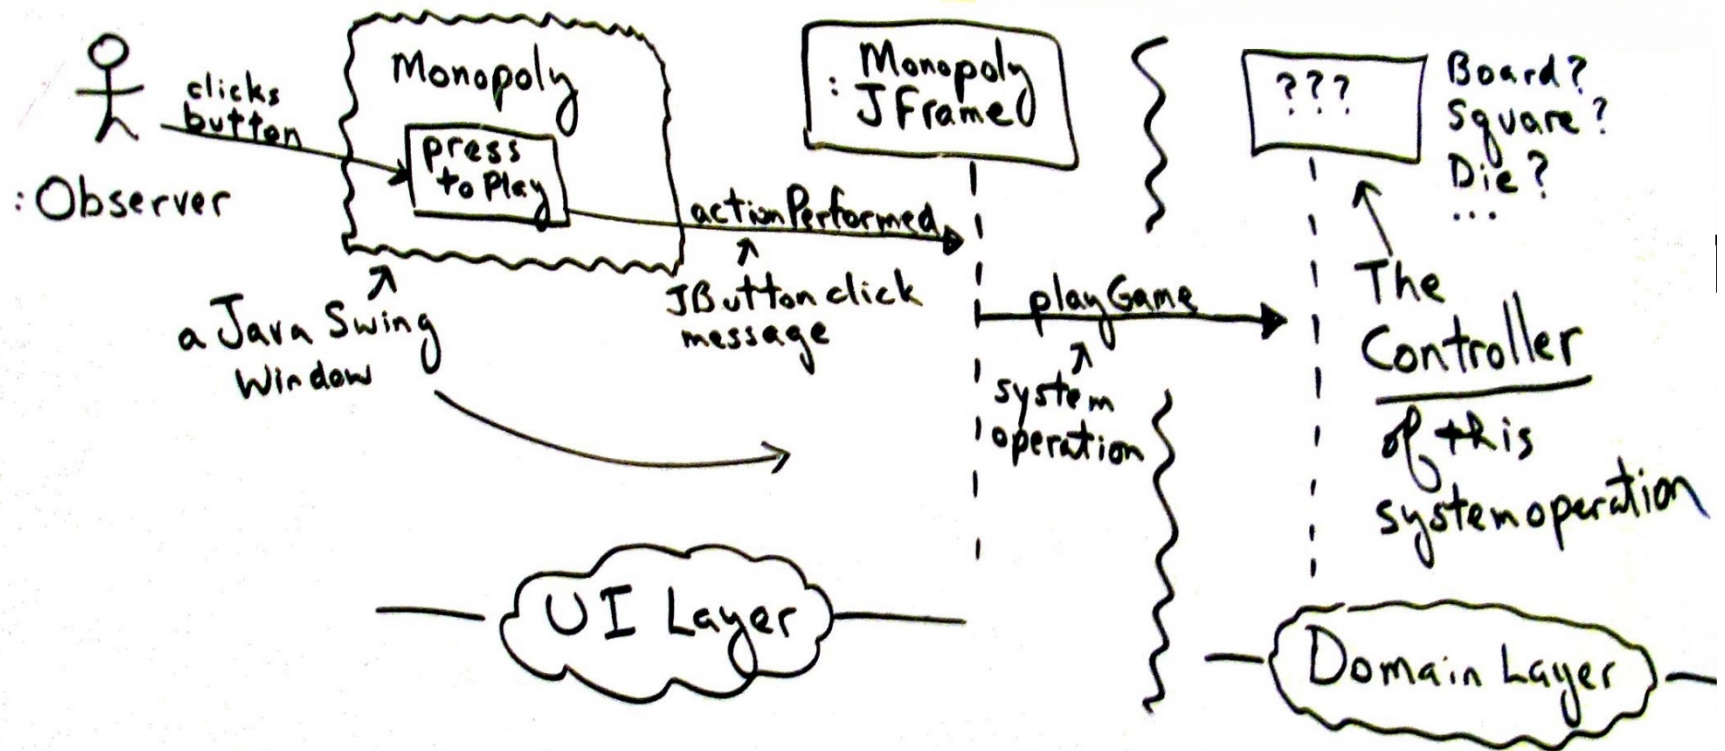 clicks
button
: Observer
Monopoly
press
to Play
a Java Swing
Window
actionPerformed
JButton click
message
Monopoly
: JFrame
playGame
system
operation
???
Board?
Square?
Die?
...
The
Controller
of this
system operation
UI Layer
Domain Layer